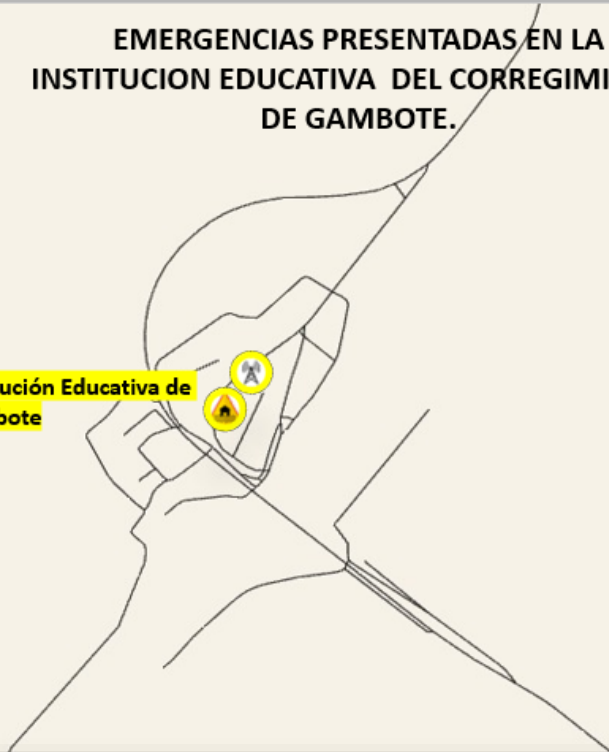 EMERGENCIAS PRESENTADAS EN LA
INSTITUCION EDUCATIVA DEL CORREGIMI
DE GAMBOTE.
ución Educativa de
bote